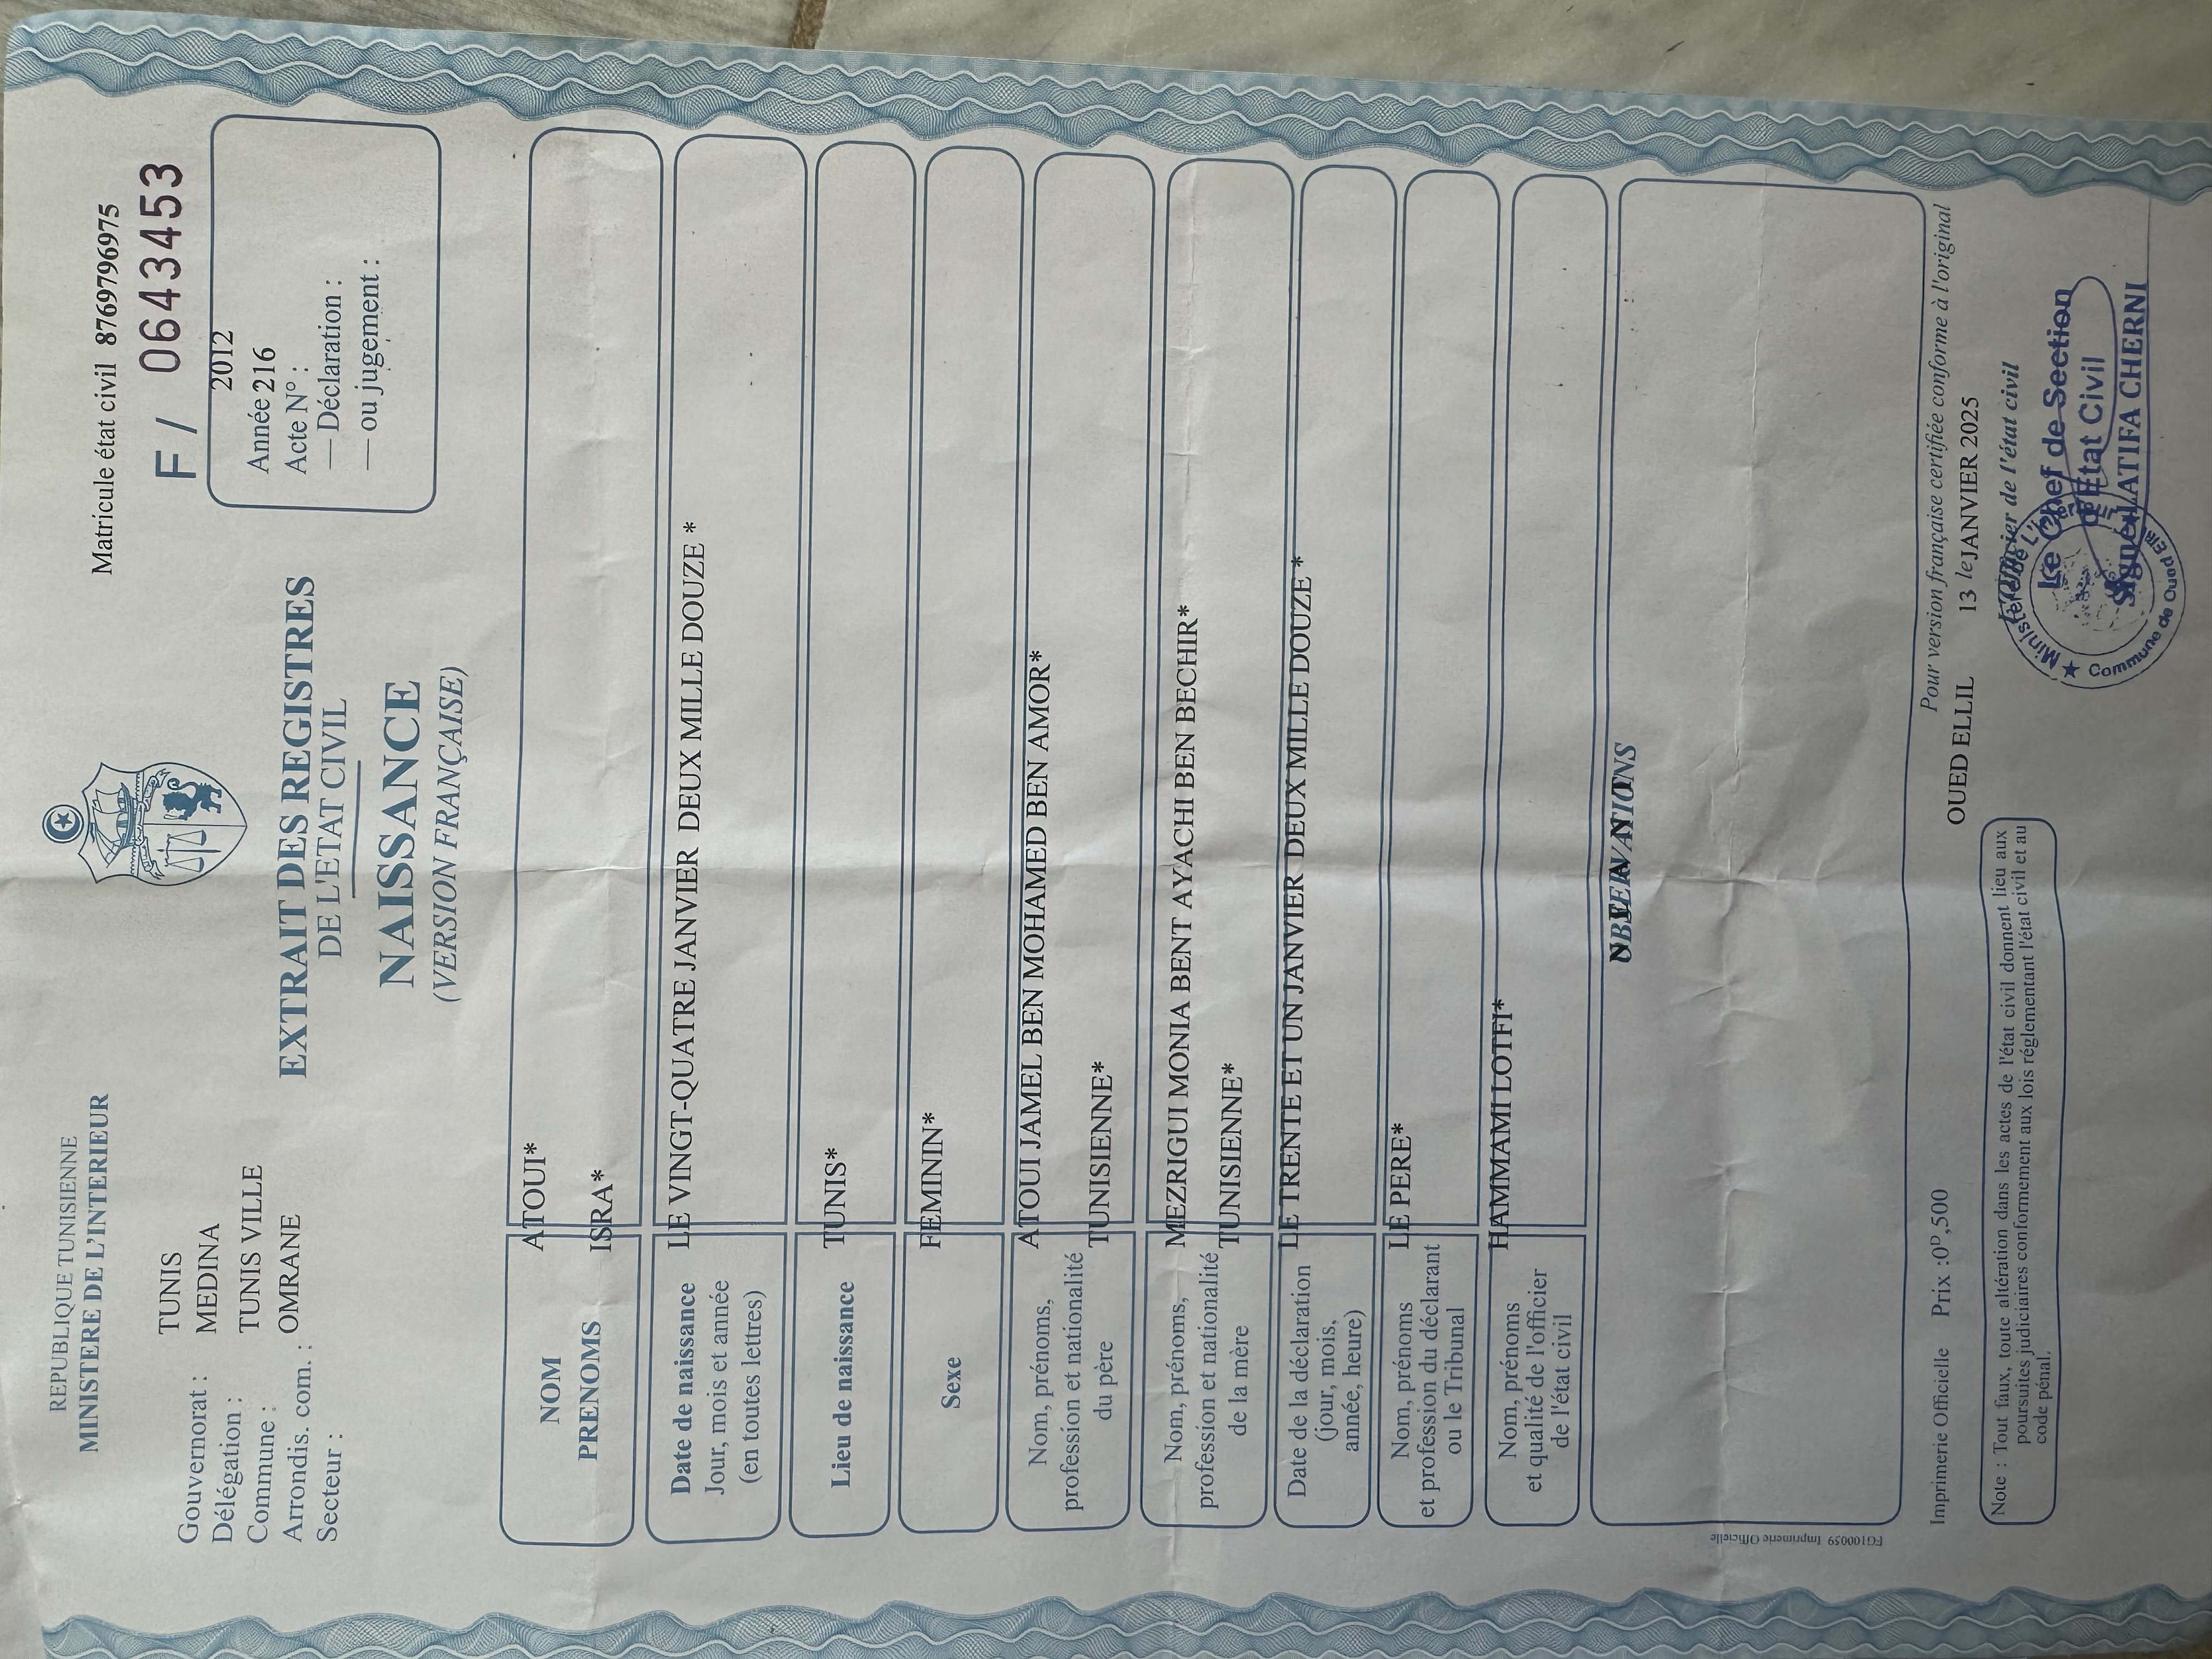 REPUBLIQUE TUNISIENNE
MINISTERE DE L'INTERIEUR
Gouvernorat : TUNIS
Délégation : MEDINA
Commune : TUNIS VILLE
Arrondis. com. : OMRANE
Secteur :
Matricule état civil 8769796975
F / 0643453
2012
Année 216
Acte N° :
— Déclaration :
— ou jugement :
EXTRAIT DES REGISTRES
DE L'ETAT CIVIL
NAISSANCE
(VERSION FRANÇAISE)
NOM ATOUI*
PRENOMS ISRA*
Date de naissance LE VINGT-QUATRE JANVIER DEUX MILLE DOUZE *
Jour, mois et année
(en toutes lettres)
Lieu de naissance TUNIS*
Sexe FEMININ*
Nom, prénoms, ATOUI JAMEL BEN MOHAMED BEN AMOR*
profession et nationalité
du père TUNISIENNE*
Nom, prénoms, MEZRIGUI MONIA BENT AYACHI BEN BECHIR*
profession et nationalité
de la mère TUNISIENNE*
Date de la déclaration LE TRENTE ET UN JANVIER DEUX MILLE DOUZE *
(jour, mois,
année, heure)
Nom, prénoms LE PERE*
et profession du déclarant
ou le Tribunal
Nom, prénoms HAMMAMI LOTFI*
et qualité de l'officier
de l'état civil
OBSERVATIONS
N E A N T
FG100059 Imprimerie Officielle
Imprimerie Officielle Prix :0ᴰ,500
Pour version française certifiée conforme à l'original
OUED ELLIL 13 le JANVIER 2025
L'Officier de l'état civil
Le Chef de Section
d'Etat Civil
Signé LATIFA CHERNI
Ministère de L'
★ Commune de Oued
Note : Tout faux, toute altération dans les actes de l'état civil donnent lieu aux
poursuites judiciaires conformement aux lois réglementant l'état civil et au
code pénal.